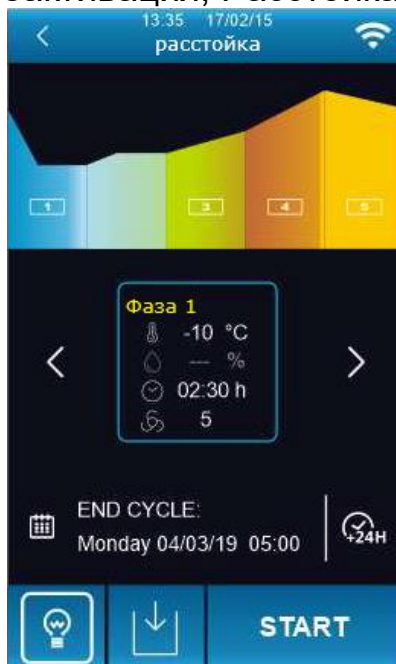 Расстойка
13:35 17/02/15
расстойка
1 3 4 5
Фаза 1
-10 °C
--- %
02:30 h
5
END CYCLE:
Monday 04/03/19 05:00
+24H
START